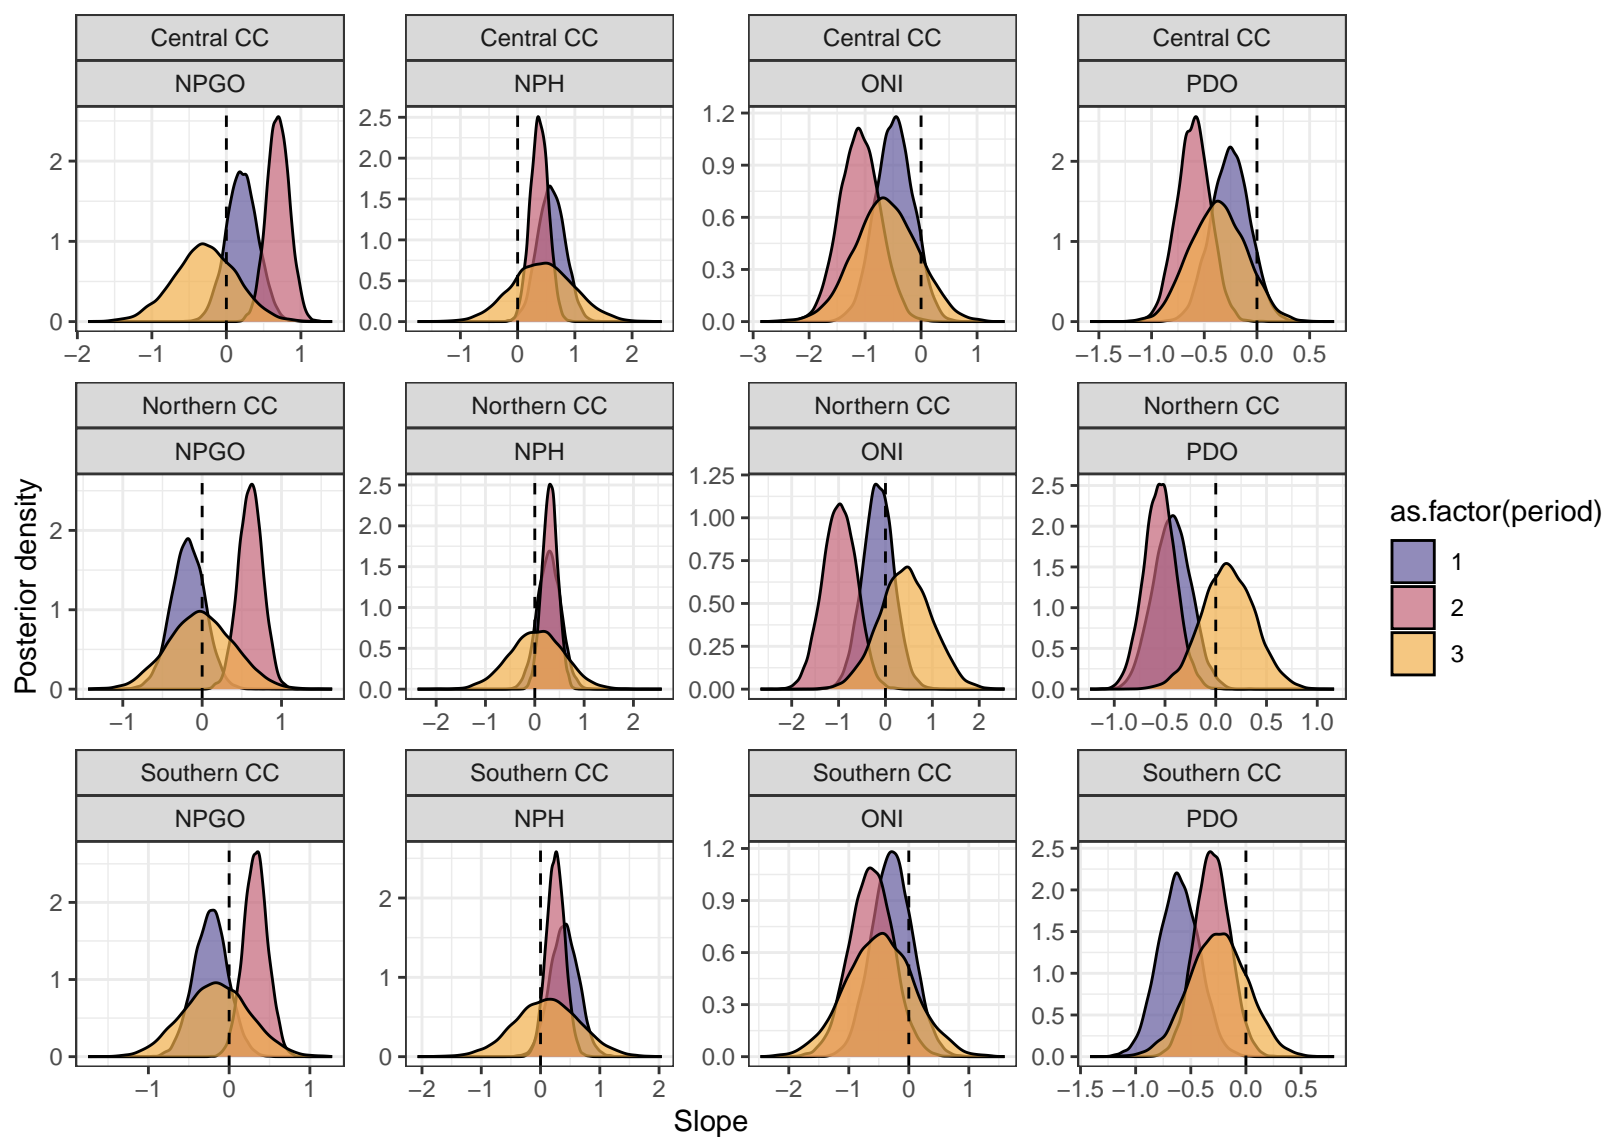 Central CC Central CC Central CC Central CC
NPGO NPH ONI PDO
0 1 2
0.0 0.5 1.0 1.5 2.0 2.5
0.0 0.3 0.6 0.9 1.2
0 1 2
−2 −1 0 1
−1 0 1 2
−3 −2 −1 0 1
−1.5 −1.0 −0.5 0.0 0.5
Northern CC Northern CC Northern CC Northern CC
NPGO NPH ONI PDO
0 1 2
0.0 0.5 1.0 1.5 2.0 2.5
0.00 0.25 0.50 0.75 1.00 1.25
0.0 0.5 1.0 1.5 2.0 2.5
−1 0 1
−2 −1 0 1 2
−2 −1 0 1 2
−1.0 −0.5 0.0 0.5 1.0
Southern CC Southern CC Southern CC Southern CC
NPGO NPH ONI PDO
0 1 2
0 1 2
0.0 0.3 0.6 0.9 1.2
0.0 0.5 1.0 1.5 2.0 2.5
−1 0 1
−2 −1 0 1 2
−2 −1 0 1
−1.5 −1.0 −0.5 0.0 0.5
Slope
Posterior density
as.factor(period)
1
2
3